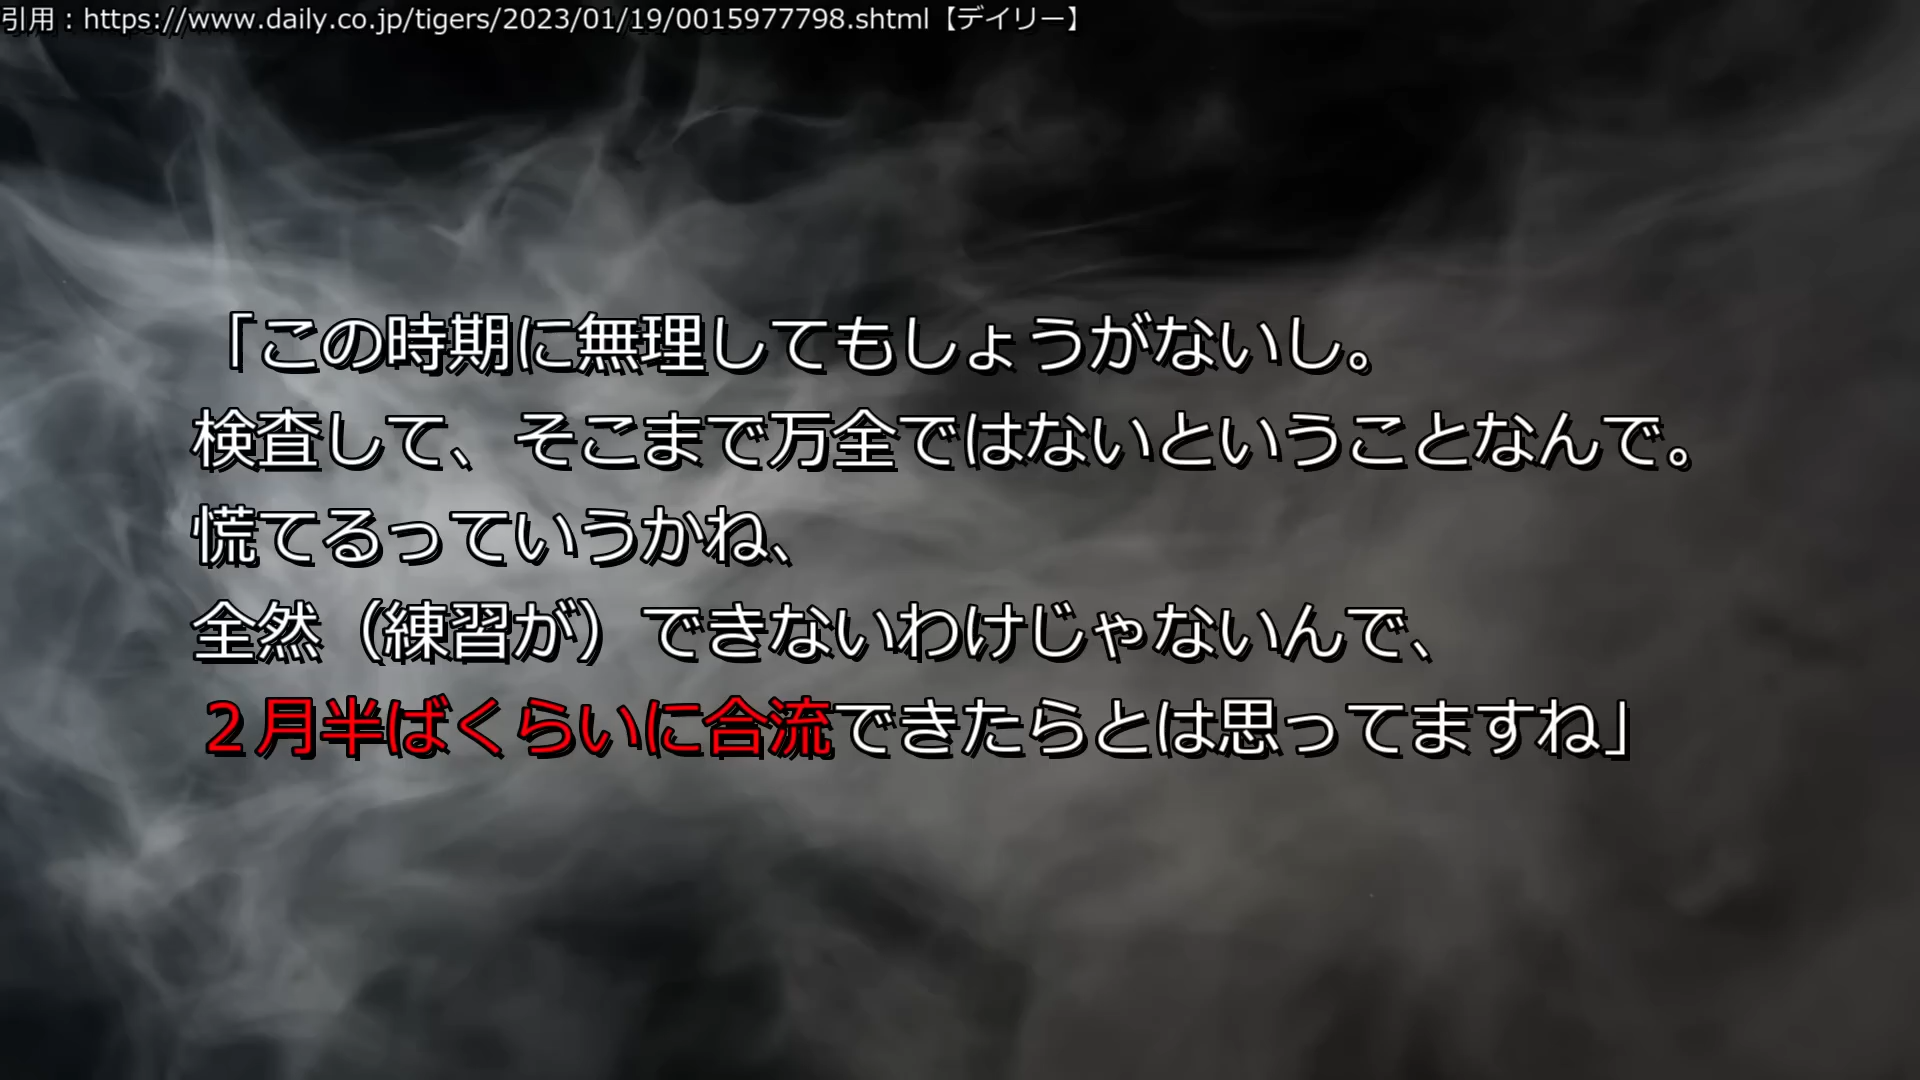 引用：https://www.daily.co.jp/tigers/2023/01/19/0015977798.shtml【デイリー】
「この時期に無理してもしょうがないし。
検査して、そこまで万全ではないということなんで。
慌てるっていうかね、
全然（練習が）できないわけじゃないんで、
２月半ばくらいに合流できたらとは思ってますね」